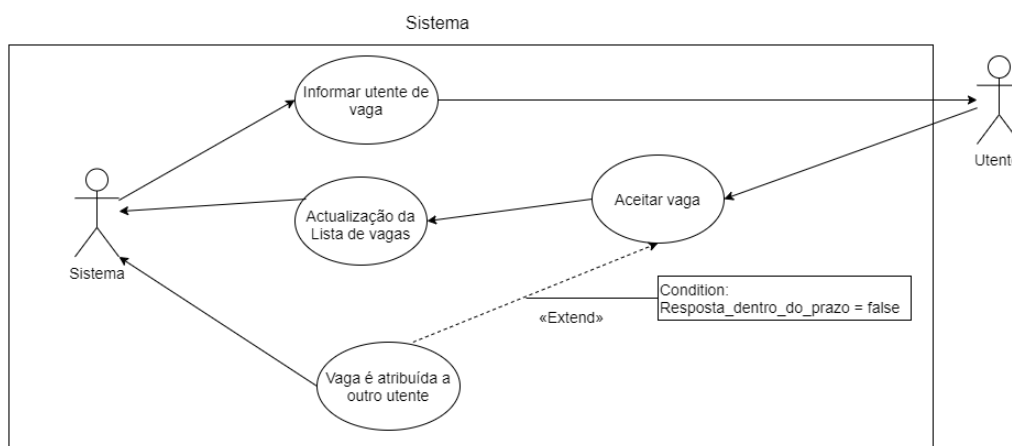 Sistema
Informar utente de
vaga
Aceitar vaga
Actualização da
Lista de vagas
Sistema
Condition:
Resposta_dentro_do_prazo = false
«Extend»
Vaga é atribuída a
outro utente